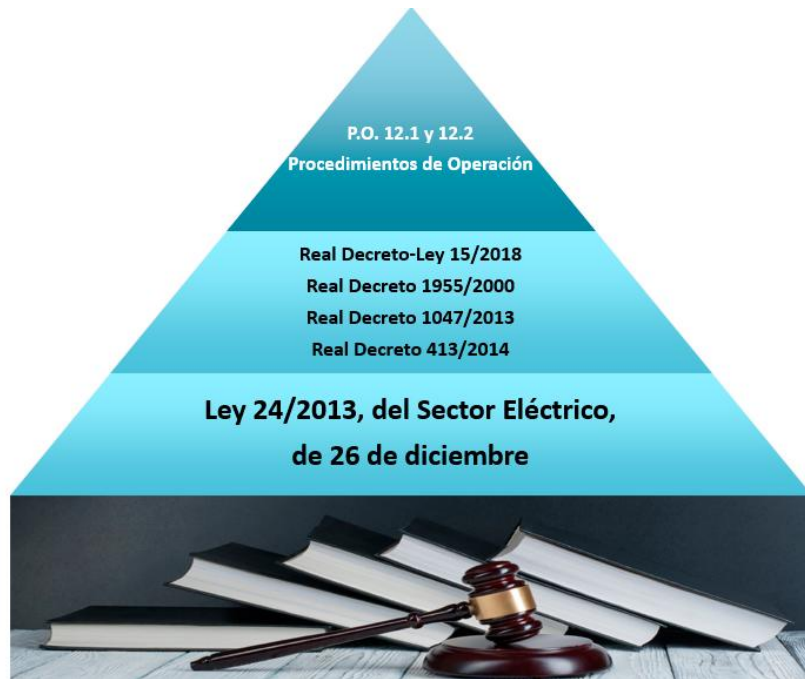 P.O. 12.1 y 12.2
Procedimientos de Operación
Real Decreto-Ley 15/2018
Real Decreto 1955/2000
Real Decreto 1047/2013
Real Decreto 413/2014
Ley 24/2013, del Sector Eléctrico,
de 26 de diciembre